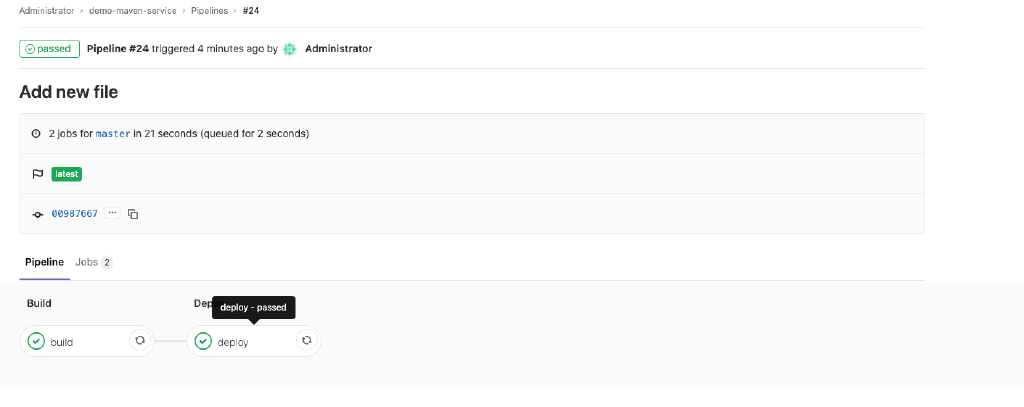 Administrator > demo-maven-service > Pipelines > #24
passed Pipeline #24 triggered 4 minutes ago by Administrator
Add new file
2 jobs for master in 21 seconds (queued for 2 seconds)
latest
00987667 ...
Pipeline Jobs 2
Build Dep
deploy - passed
build deploy